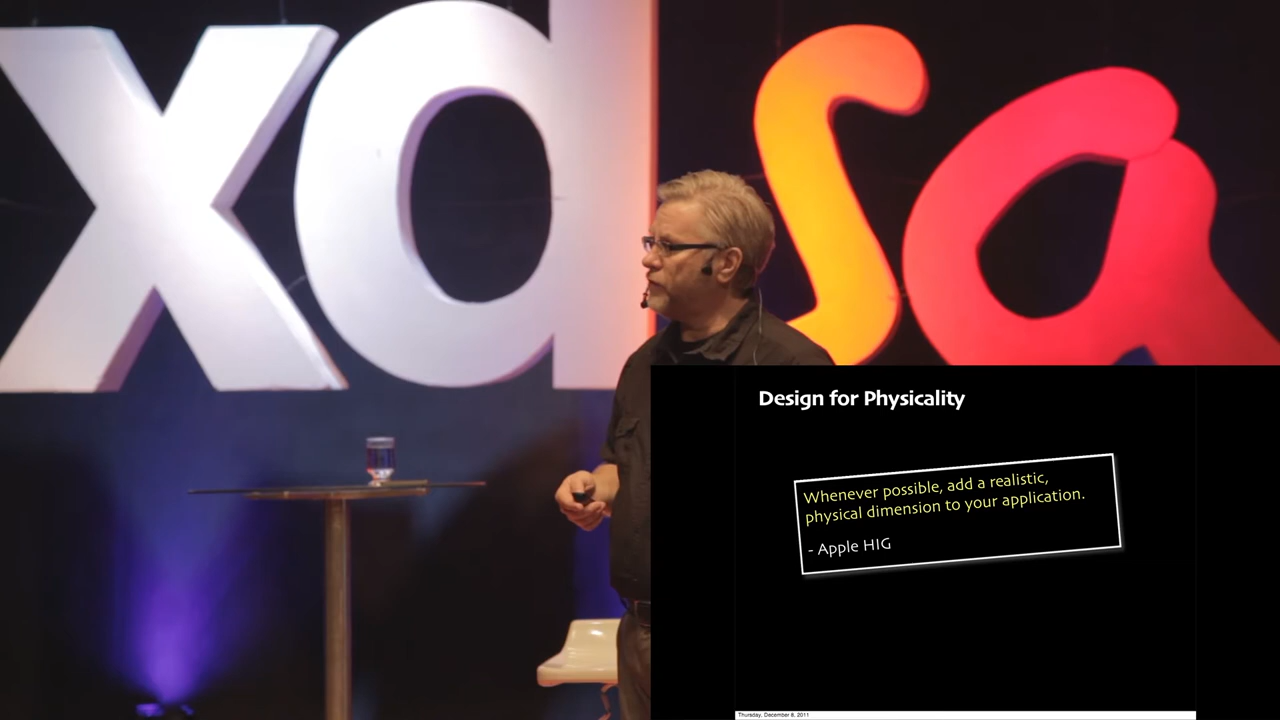 xd
sa
Design for Physicality
Whenever possible, add a realistic,
physical dimension to your application.
- Apple HIG
Thursday, December 8, 2011